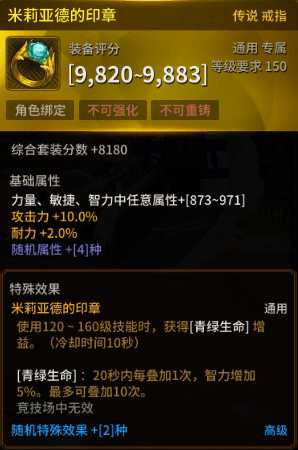 米莉亚德的印章 传说 戒指
装备评分 通用 专属
[9,820~9,883] 等级要求 150
角色绑定 不可强化 不可重铸
综合套装分数 +8180
基础属性
力量、敏捷、智力中任意属性+[873~971]
攻击力 +10.0%
耐力 +2.0%
随机属性 +[4]种
特殊效果
米莉亚德的印章 通用
使用120 ~ 160级技能时，获得[青绿生命] 增
益。（冷却时间10秒）
[青绿生命] ：20秒内每叠加1次，智力增加
5%。最多可叠加10次。
竞技场中无效
随机特殊效果 +[2]种 高级